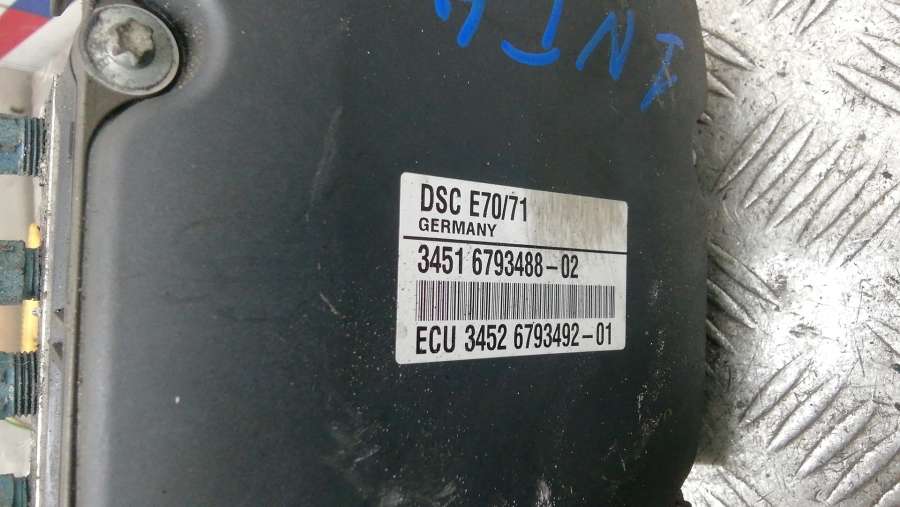 DSC E70/71
GERMANY
3451 6793488-02
ECU 3452 6793492-01